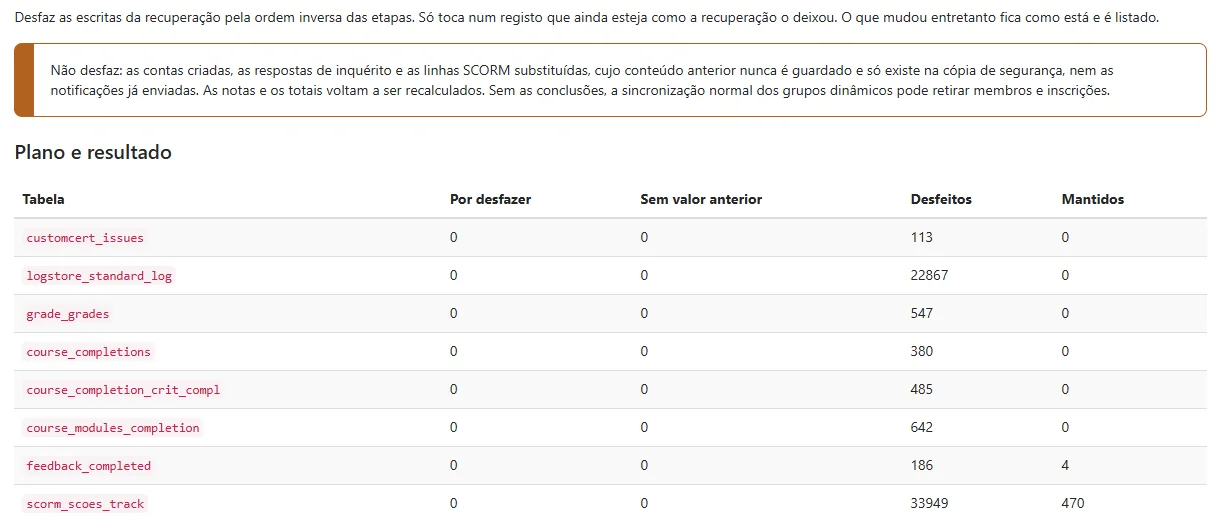 Desfaz as escritas da recuperação pela ordem inversa das etapas. Só toca num registo que ainda esteja como a recuperação o deixou. O que mudou entretanto fica como está e é listado.
Não desfaz: as contas criadas, as respostas de inquérito e as linhas SCORM substituídas, cujo conteúdo anterior nunca é guardado e só existe na cópia de segurança, nem as
notificações já enviadas. As notas e os totais voltam a ser recalculados. Sem as conclusões, a sincronização normal dos grupos dinâmicos pode retirar membros e inscrições.
Plano e resultado
Tabela Por desfazer Sem valor anterior Desfeitos Mantidos
customcert_issues 0 0 113 0
logstore_standard_log 0 0 22867 0
grade_grades 0 0 547 0
course_completions 0 0 380 0
course_completion_crit_compl 0 0 485 0
course_modules_completion 0 0 642 0
feedback_completed 0 0 186 4
scorm_scoes_track 0 0 33949 470